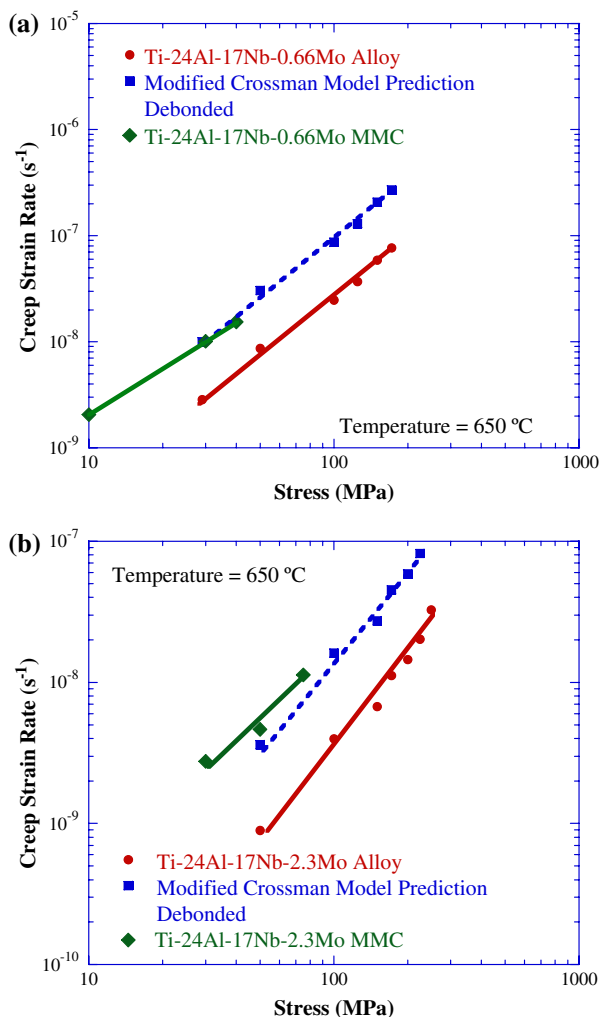 (a)
10^-5
Ti-24Al-17Nb-0.66Mo Alloy
Modified Crossman Model Prediction
Debonded
Ti-24Al-17Nb-0.66Mo MMC
10^-6
10^-7
10^-8
10^-9
Creep Strain Rate (s^-1)
Temperature = 650 ºC
10
100
1000
Stress (MPa)
(b)
10^-7
Temperature = 650 ºC
10^-8
10^-9
10^-10
Creep Strain Rate (s^-1)
Ti-24Al-17Nb-2.3Mo Alloy
Modified Crossman Model Prediction
Debonded
Ti-24Al-17Nb-2.3Mo MMC
10
100
1000
Stress (MPa)